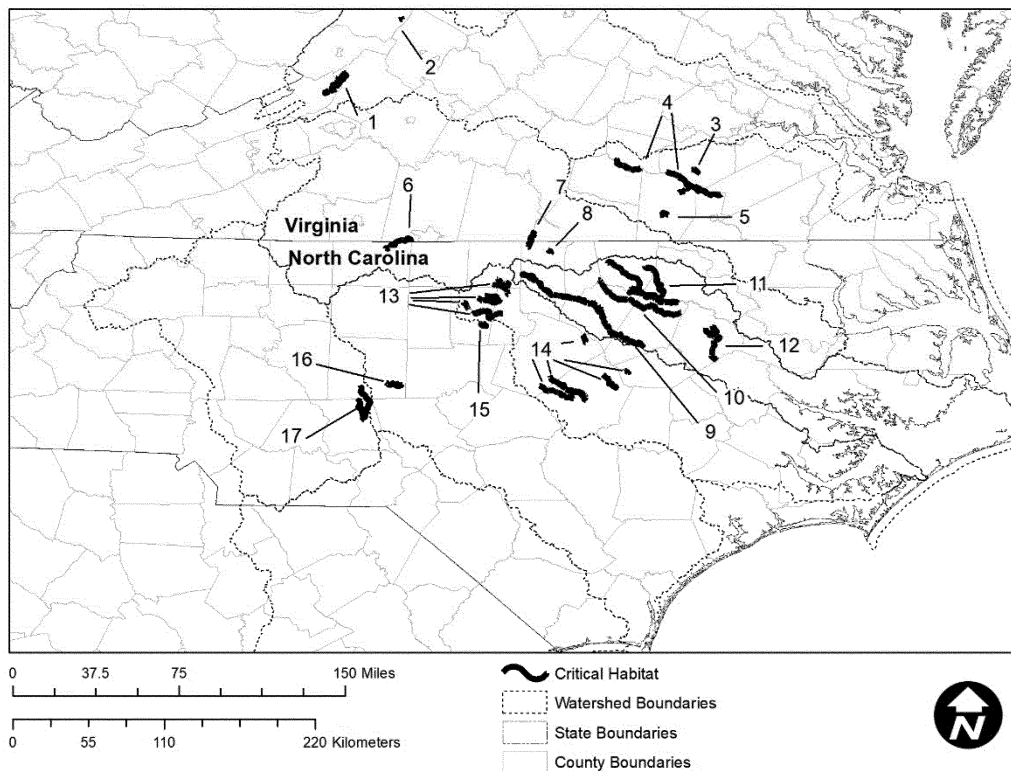 2
1
4
3
5
6
7
8
Virginia
North Carolina
13
11
12
14
16
15
10
17
9
0 37.5 75 150 Miles
0 55 110 220 Kilometers
Critical Habitat
Watershed Boundaries
State Boundaries
County Boundaries
N